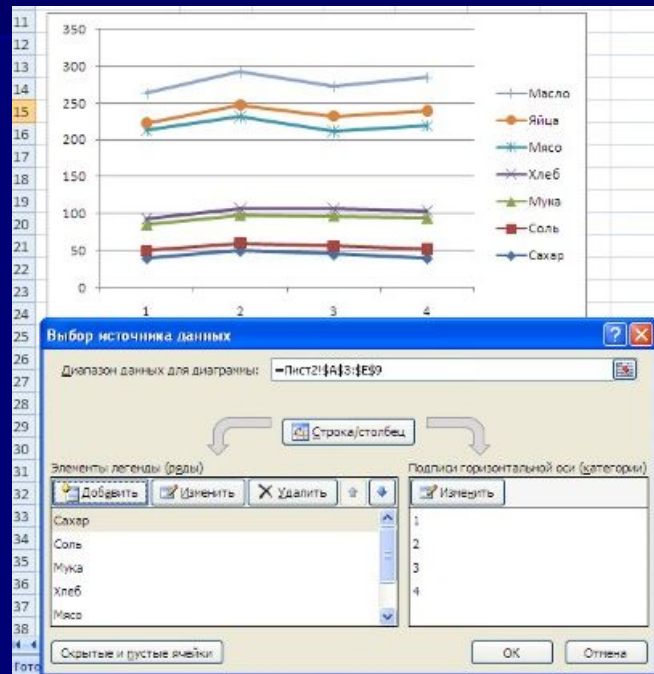 11
12
13
14
15
16
17
18
19
20
21
22
23
24
25
26
27
28
29
30
31
32
33
34
35
36
37
38
350
300
250
200
150
100
50
0
1 2 3 4
Масло
Яйца
Мясо
Хлеб
Мука
Соль
Сахар
Выбор источника данных
Диапазон данных для диаграммы: =Лист2!$A$3:$E$9
Строка/столбец
Элементы легенды (ряды)
Добавить Изменить Удалить
Сахар
Соль
Мука
Хлеб
Мясо
Подписи горизонтальной оси (категории)
Изменить
1
2
3
4
Скрытые и пустые ячейки
ОК Отмена
Гото